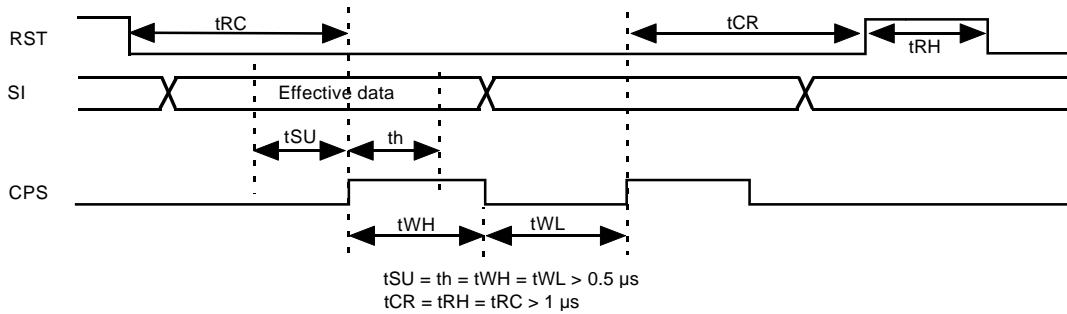 tRC
tCR
RST
tRH
SI
Effective data
tSU
th
CPS
tWH
tWL
tSU = th = tWH = tWL > 0.5 µs
tCR = tRH = tRC > 1 µs